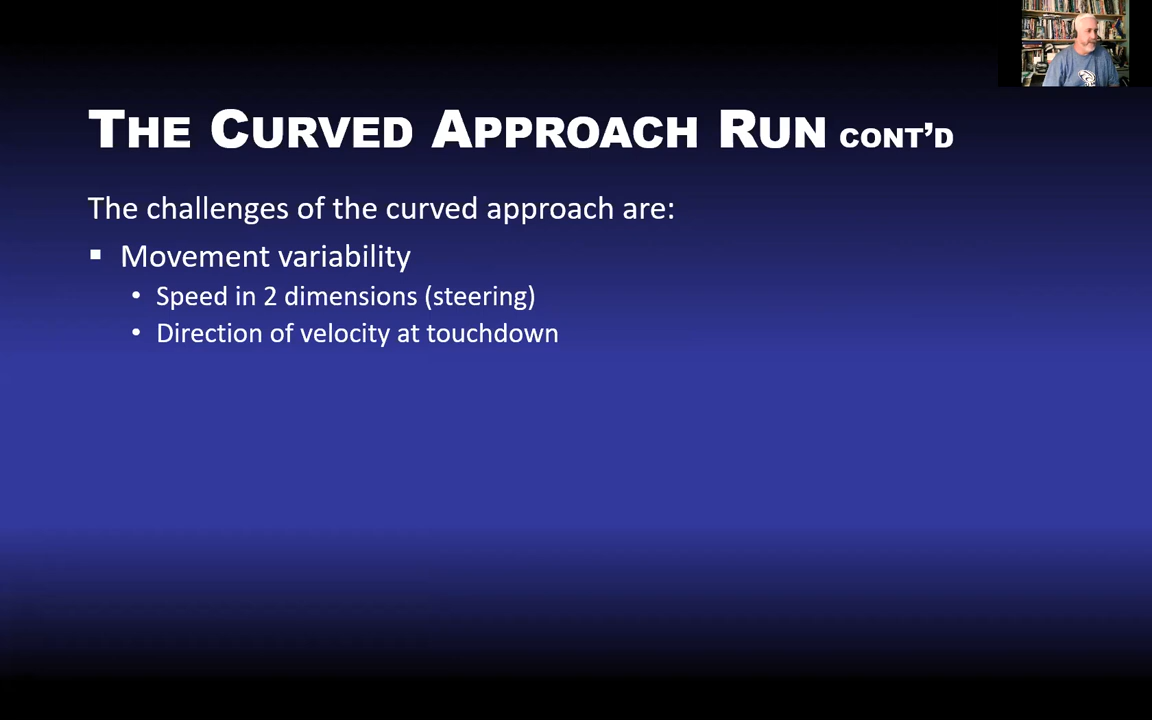 THE CURVED APPROACH RUN CONT'D
The challenges of the curved approach are:
▪ Movement variability
• Speed in 2 dimensions (steering)
• Direction of velocity at touchdown